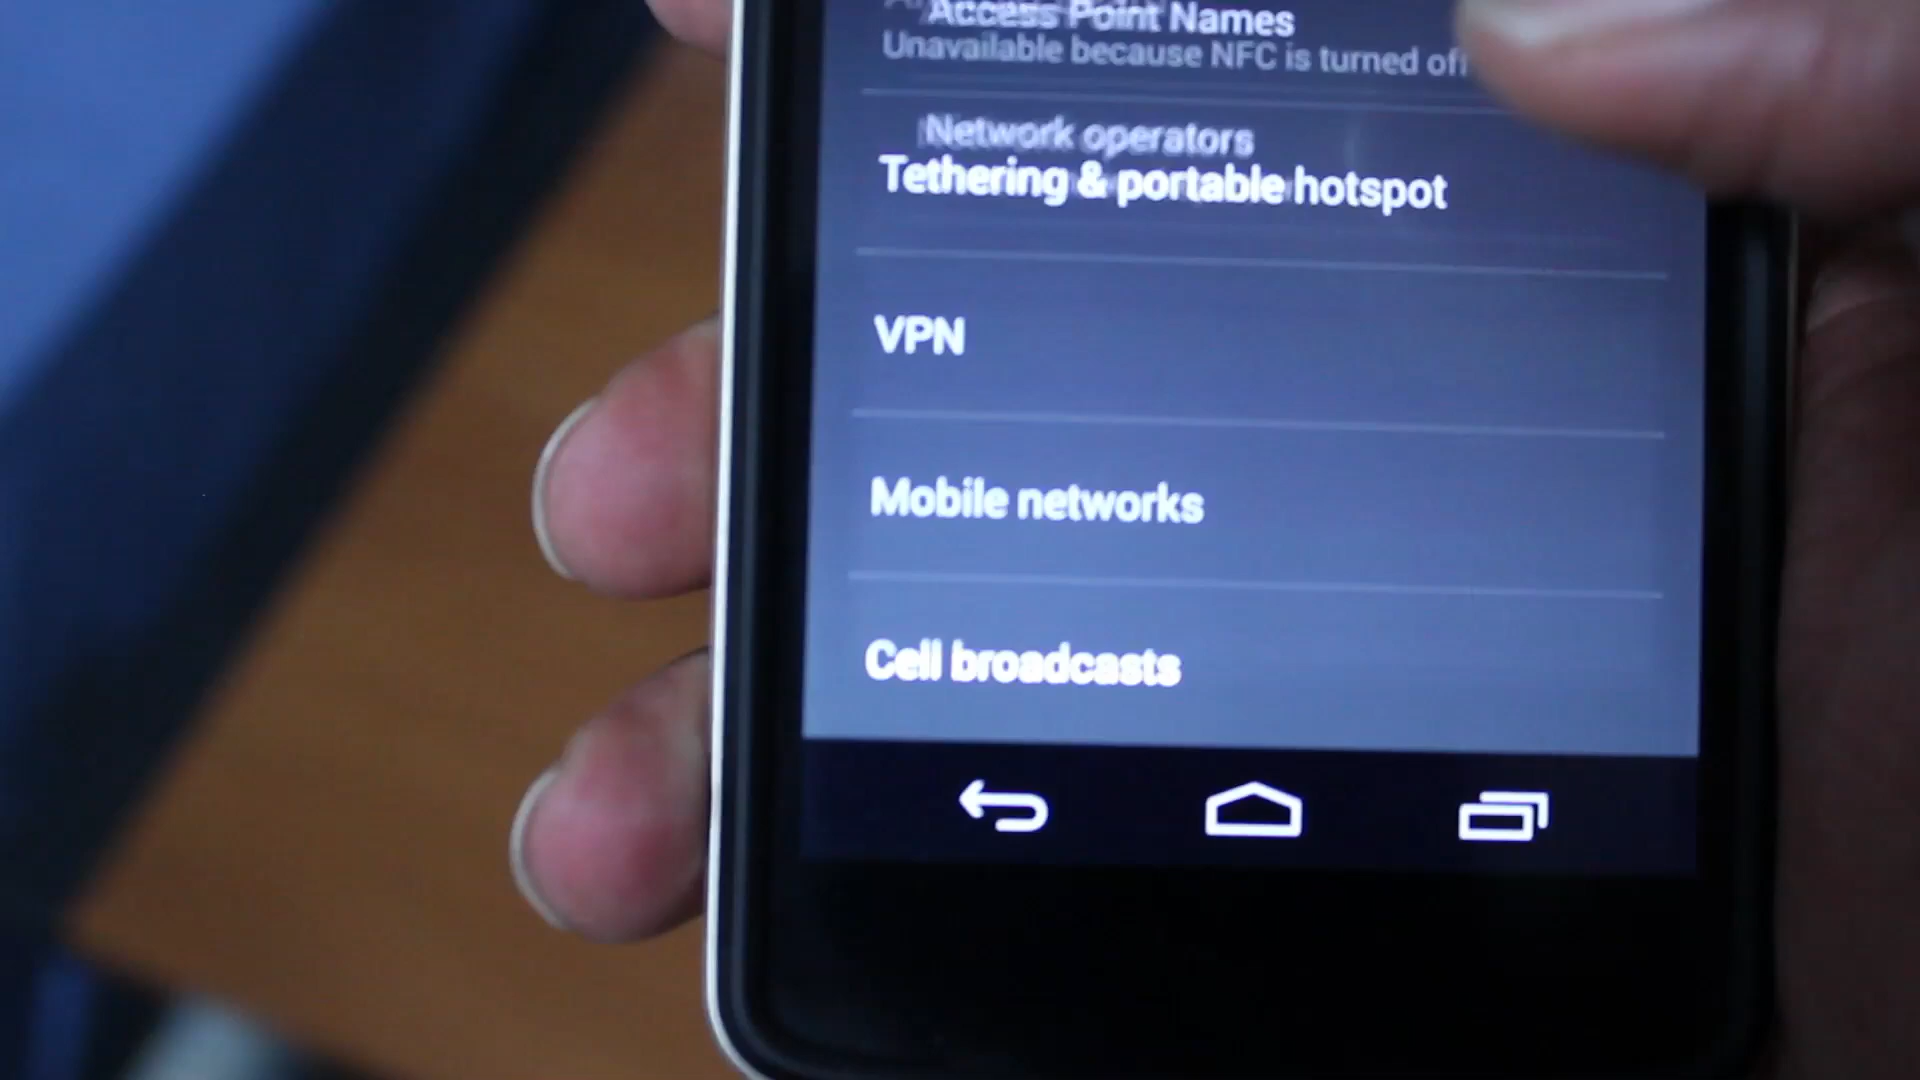 Access Point Names
Unavailable because NFC is turned off
Network operators
Tethering & portable hotspot
VPN
Mobile networks
Cell broadcasts